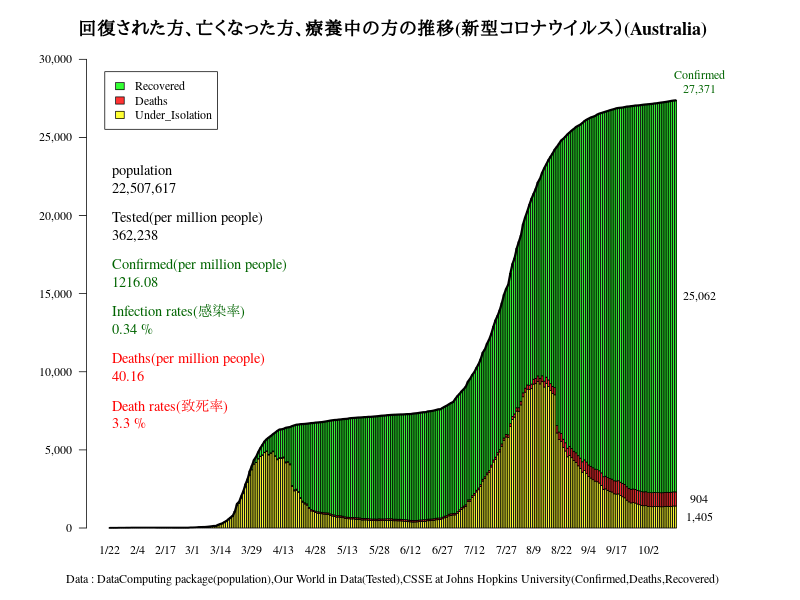 回復された方、亡くなった方、療養中の方の推移(新型コロナウイルス）(Australia)
30,000
25,000
20,000
15,000
10,000
5,000
0
Recovered
Deaths
Under_Isolation
population
22,507,617
Tested(per million people)
362,238
Confirmed(per million people)
1216.08
Infection rates(感染率)
0.34 %
Deaths(per million people)
40.16
Death rates(致死率)
3.3 %
Confirmed
27,371
25,062
904
1,405
1/22 2/4 2/17 3/1 3/14 3/29 4/13 4/28 5/13 5/28 6/12 6/27 7/12 7/27 8/9 8/22 9/4 9/17 10/2
Data : DataComputing package(population),Our World in Data(Tested),CSSE at Johns Hopkins University(Confirmed,Deaths,Recovered)